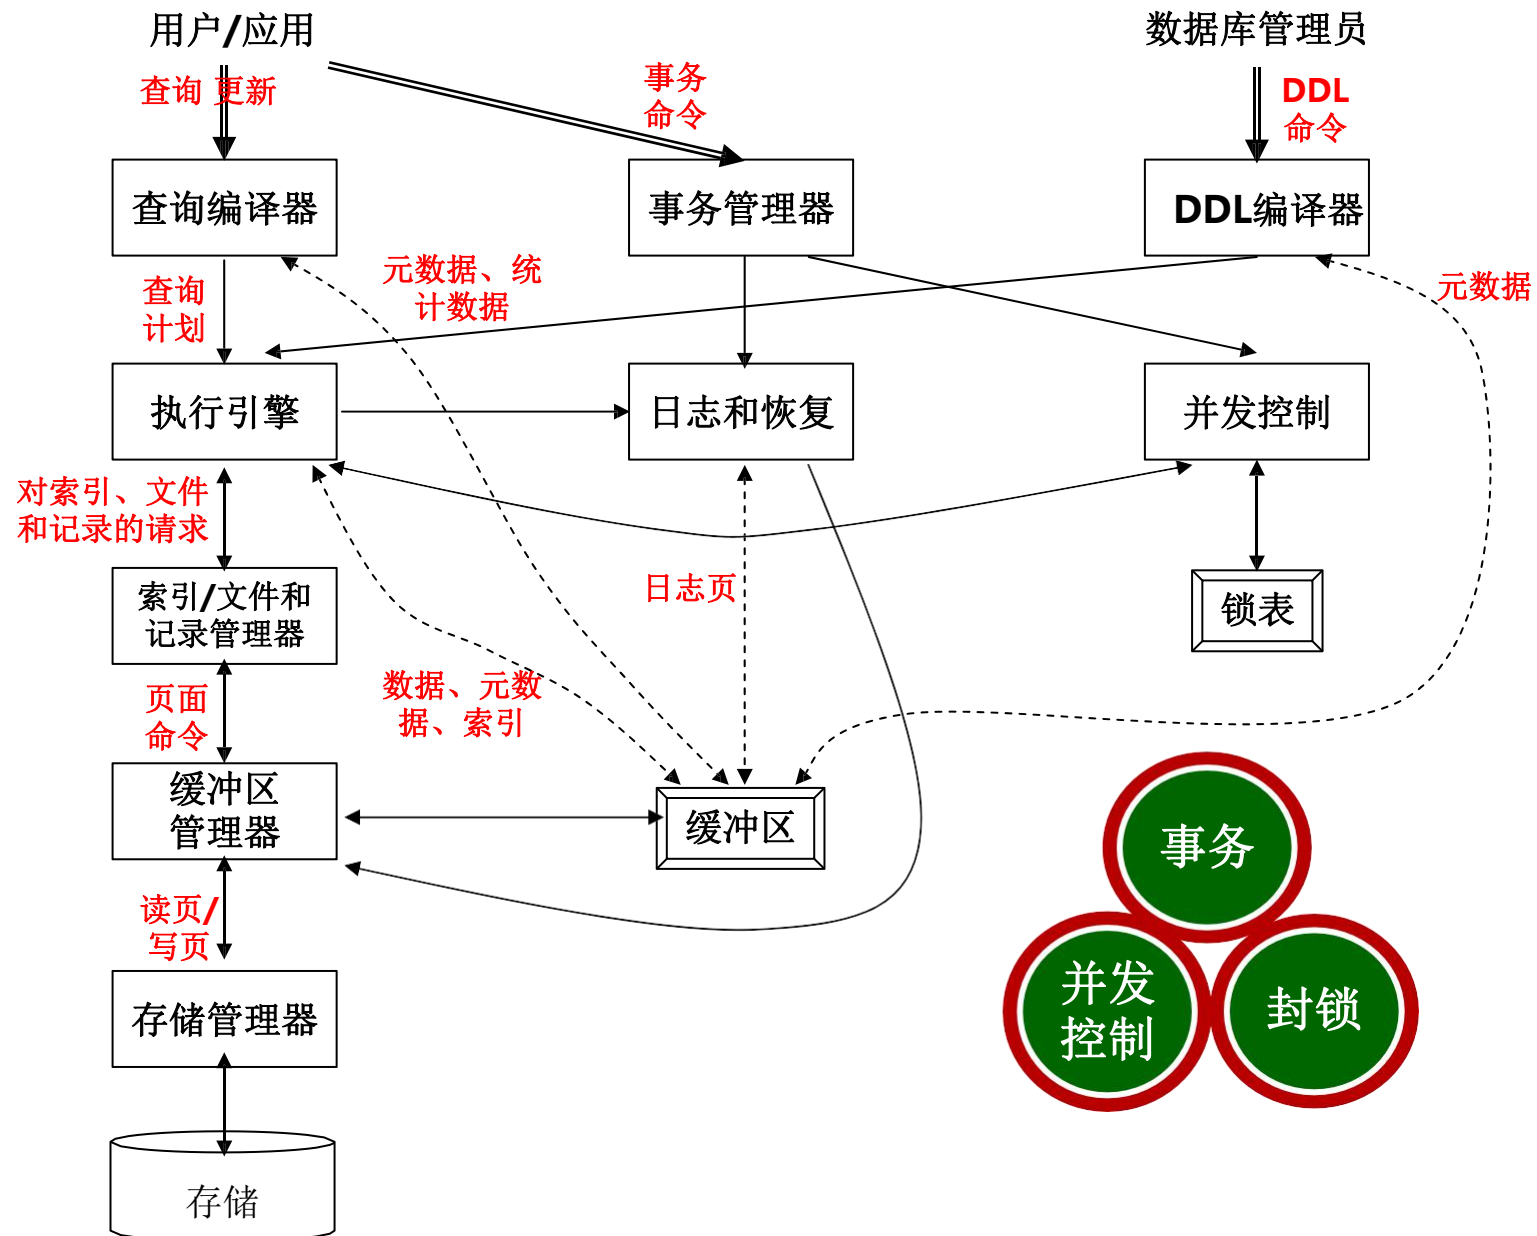 用户/应用
数据库管理员
查询 更新
事务
命令
DDL
命令
查询编译器
事务管理器
DDL编译器
查询
计划
元数据、统
计数据
元数据
执行引擎
日志和恢复
并发控制
对索引、文件
和记录的请求
索引/文件和
记录管理器
日志页
锁表
页面
命令
数据、元数
据、索引
缓冲区
管理器
缓冲区
事务
读页/
写页
并发
控制
封锁
存储管理器
存储